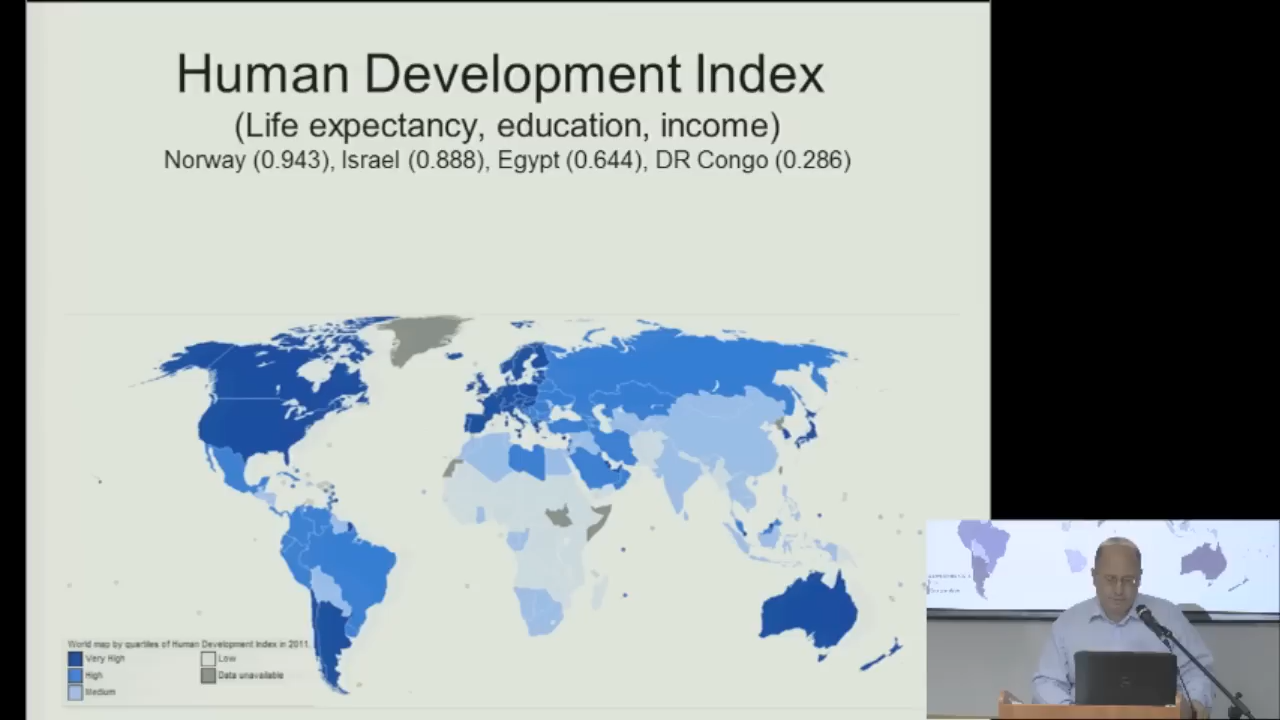 Human Development Index
(Life expectancy, education, income)
Norway (0.943), Israel (0.888), Egypt (0.644), DR Congo (0.286)
World map by quartiles of Human Development Index in 2011.
Very High
Low
High
Data unavailable
Medium